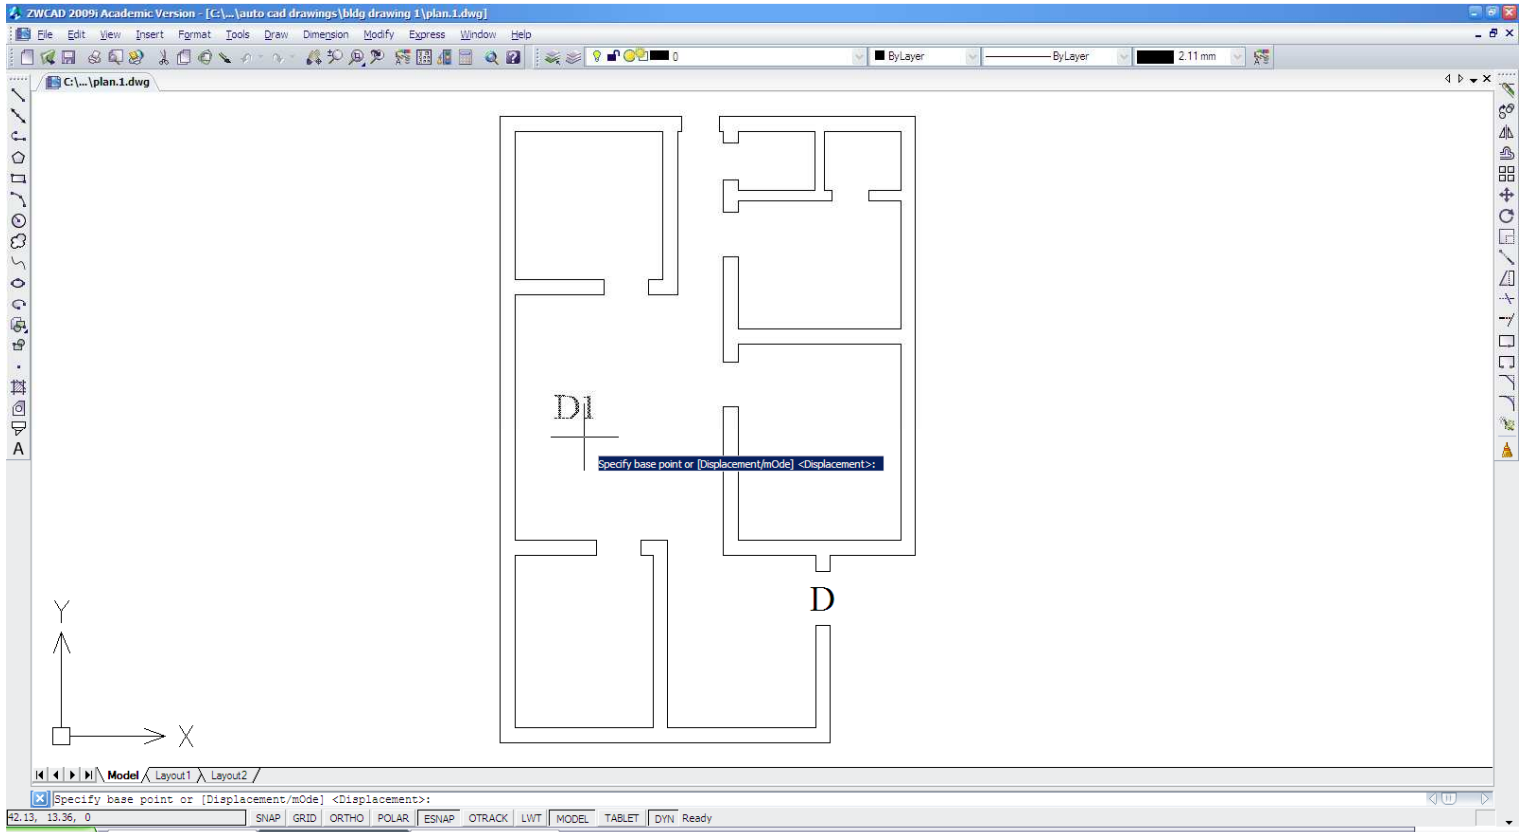 ZWCAD 2009i Academic Version - [C:\...\auto cad drawings\bldg drawing 1\plan.1.dwg]
File Edit View Insert Format Tools Draw Dimension Modify Express Window Help
0 ByLayer ByLayer 2.11 mm
C:\...\plan.1.dwg
D1
Specify base point or [Displacement/mOde] <Displacement>:
D
Y
X
Model Layout1 Layout2
Specify base point or [Displacement/mOde] <Displacement>:
42.13, 13.36, 0 SNAP GRID ORTHO POLAR ESNAP OTRACK LWT MODEL TABLET DYN Ready